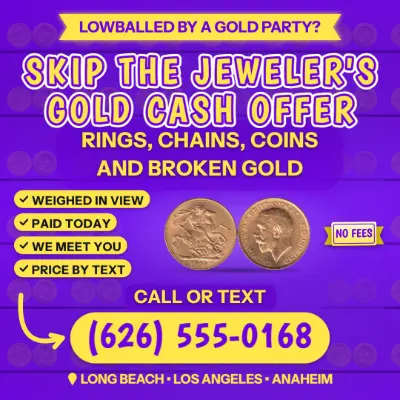 LOWBALLED BY A GOLD PARTY?
SKIP THE JEWELER'S
GOLD CASH OFFER
RINGS, CHAINS, COINS
AND BROKEN GOLD
WEIGHED IN VIEW
PAID TODAY
WE MEET YOU
PRICE BY TEXT
NO FEES
CALL OR TEXT
(626) 555-0168
LONG BEACH • LOS ANGELES • ANAHEIM